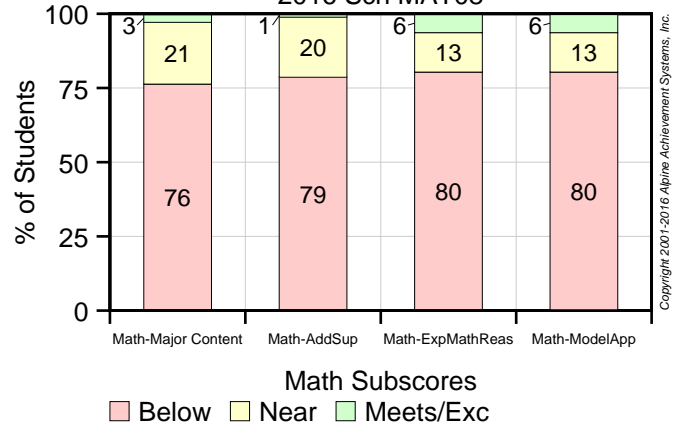 100
75
50
25
0
% of Students
3
21
76
1
20
79
6
13
80
6
13
80
Math-Major Content
Math-AddSup
Math-ExpMathReas
Math-ModelApp
Math Subscores
Below
Near
Meets/Exc
Copyright 2001-2016 Alpine Achievement Systems, Inc.